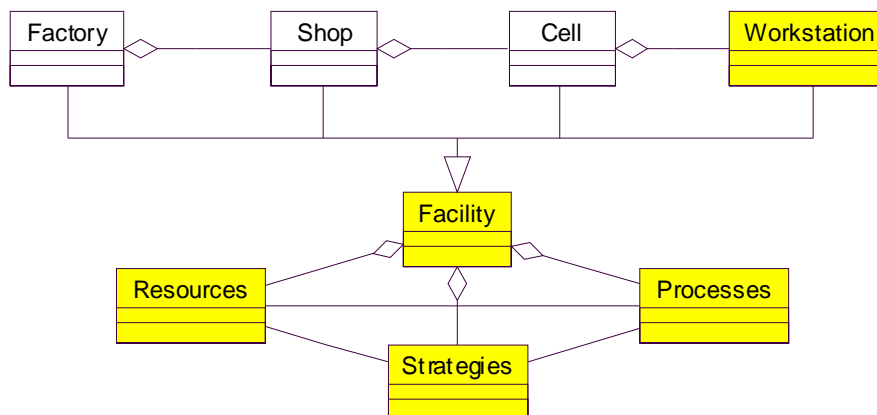 Factory
Shop
Cell
Workstation
Facility
Resources
Processes
Strategies